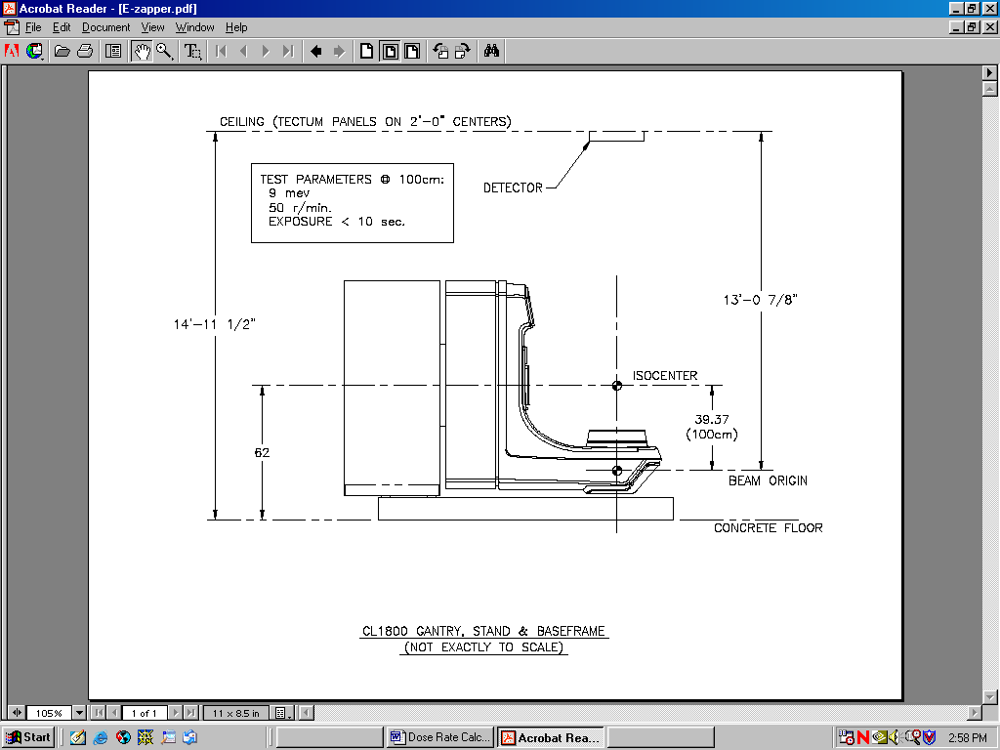 Acrobat Reader - [E-zapper.pdf]
File Edit Document View Window Help
CEILING (TECTUM PANELS ON 2'-0" CENTERS)
TEST PARAMETERS @ 100cm:
9 mev
50 r/min.
EXPOSURE < 10 sec.
DETECTOR
13'-0 7/8"
14'-11 1/2"
ISOCENTER
39.37
(100cm)
62
BEAM ORIGIN
CONCRETE FLOOR
CL1800 GANTRY, STAND & BASEFRAME
(NOT EXACTLY TO SCALE)
105% 1 of 1 11 x 8.5 in
Start Dose Rate Calc... Acrobat Rea... 2:58 PM